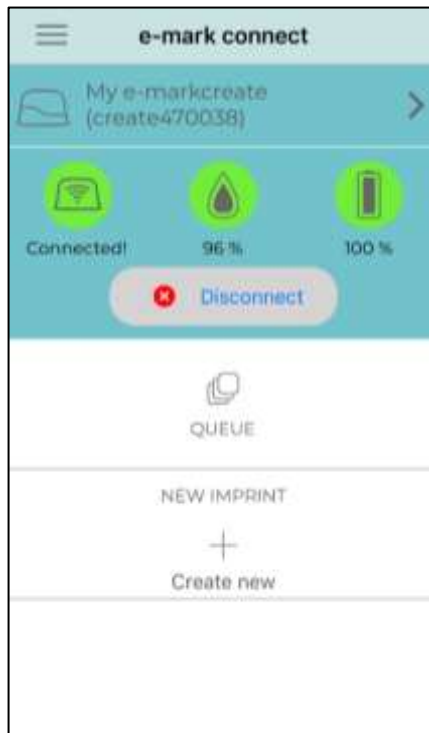 e-mark connect
My e-markcreate
(create470038)
Connected!
96 %
100 %
Disconnect
QUEUE
NEW IMPRINT
Create new